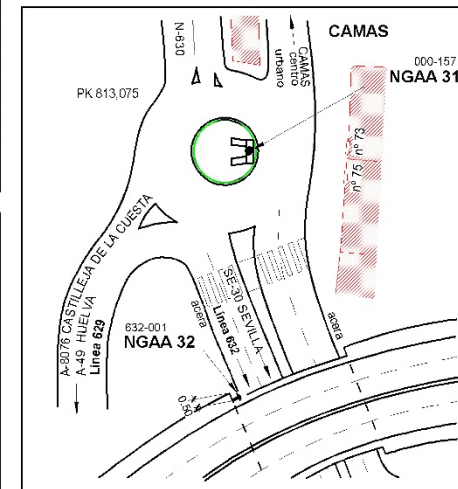 N-630
CAMAS
centro
urbano
CAMAS
000-157
NGAA 31
PK 813,075
nº 75
nº 73
A-8076 CASTILLEJA DE LA CUESTA
A-49 HUELVA
Línea 629
632-001
NGAA 32
acera
Línea 632
SE-30 SEVILLA
acera
0.50